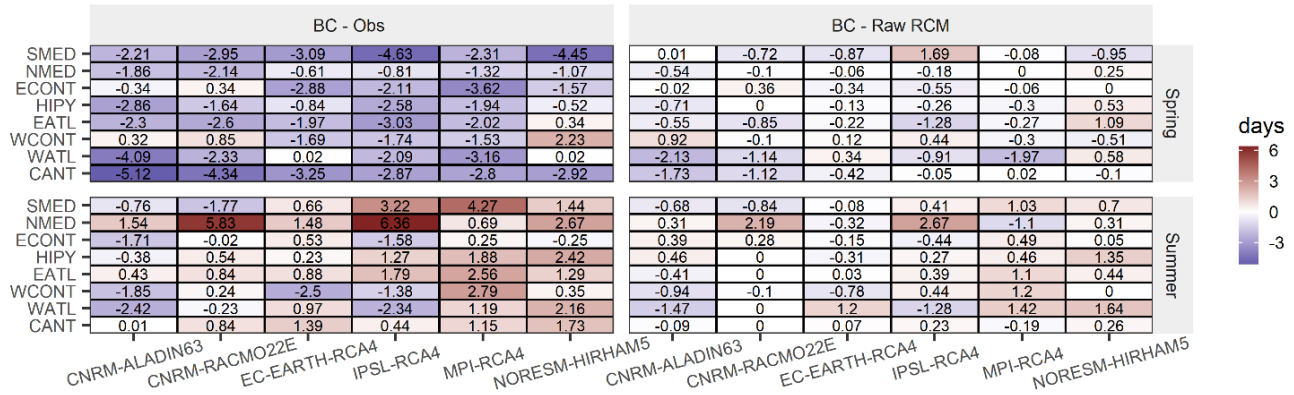 BC - Obs BC - Raw RCM
SMED -2.21 -2.95 -3.09 -4.63 -2.31 -4.45 0.01 -0.72 -0.87 1.69 -0.08 -0.95
NMED -1.86 -2.14 -0.61 -0.81 -1.32 -1.07 -0.54 -0.1 -0.06 -0.18 0 0.25
ECONT -0.34 0.34 -2.88 -2.11 -3.62 -1.57 -0.02 0.36 -0.34 -0.55 -0.06 0
HIPY -2.86 -1.64 -0.84 -2.58 -1.94 -0.52 -0.71 0 -0.13 -0.26 -0.3 0.53
EATL -2.3 -2.6 -1.97 -3.03 -2.02 0.34 -0.55 -0.85 -0.22 -1.28 -0.27 1.09
WCONT 0.32 0.85 -1.69 -1.74 -1.53 2.23 0.92 -0.1 0.12 0.44 -0.3 -0.51
WATL -4.09 -2.33 0.02 -2.09 -3.16 0.02 -2.13 -1.14 0.34 -0.91 -1.97 0.58
CANT -5.12 -4.34 -3.25 -2.87 -2.8 -2.92 -1.73 -1.12 -0.42 -0.05 0.02 -0.1
Spring
SMED -0.76 -1.77 0.66 3.22 4.27 1.44 -0.68 -0.84 -0.08 0.41 1.03 0.7
NMED 1.54 5.83 1.48 6.36 0.69 2.67 0.31 2.19 -0.32 2.67 -1.1 0.31
ECONT -1.71 -0.02 0.53 -1.58 0.25 -0.25 0.39 0.28 -0.15 -0.44 0.49 0.05
HIPY -0.38 0.54 0.23 1.27 1.88 2.42 0.46 0 -0.31 0.27 0.46 1.35
EATL 0.43 0.84 0.88 1.79 2.56 1.29 -0.41 0 0.03 0.39 1.1 0.44
WCONT -1.85 0.24 -2.5 -1.38 2.79 0.35 -0.94 -0.1 -0.78 0.44 1.2 0
WATL -2.42 -0.23 0.97 -2.34 1.19 2.16 -1.47 0 1.2 -1.28 1.42 1.64
CANT 0.01 0.84 1.39 0.44 1.15 1.73 -0.09 0 0.07 0.23 -0.19 0.26
Summer
CNRM-ALADIN63 CNRM-RACMO22E EC-EARTH-RCA4 IPSL-RCA4 MPI-RCA4 NORESM-HIRHAM5 CNRM-ALADIN63 CNRM-RACMO22E EC-EARTH-RCA4 IPSL-RCA4 MPI-RCA4 NORESM-HIRHAM5
days
6
3
0
-3